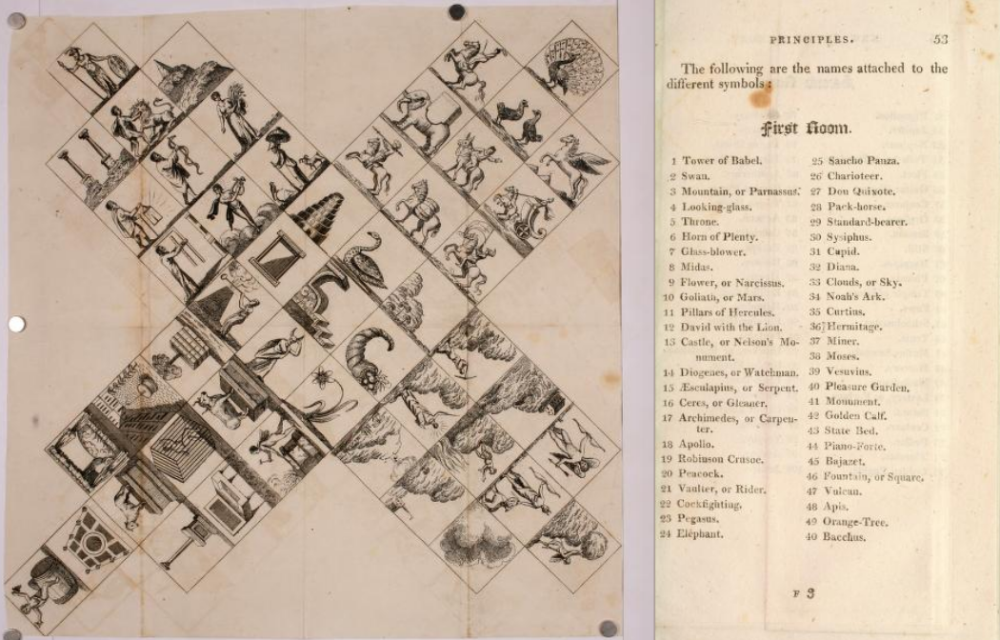 PRINCIPLES. 53
The following are the names attached to the
different symbols:
First Room.
1 Tower of Babel.
2 Swan.
3 Mountain, or Parnassus.
4 Looking-glass.
5 Throne.
6 Horn of Plenty.
7 Glass-blower.
8 Midas.
9 Flower, or Narcissus.
10 Goliath, or Mars.
11 Pillars of Hercules.
12 David with the Lion.
13 Castle, or Nelson's Mo-
nument.
14 Diogenes, or Watchman.
15 Æsculapius, or Serpent.
16 Ceres, or Gleaner.
17 Archimedes, or Carpen-
ter.
18 Apollo.
19 Robinson Crusoe.
20 Peacock.
21 Vaulter, or Rider.
22 Cockfighting.
23 Pegasus.
24 Elephant.
25 Sancho Panza.
26 Charioteer.
27 Don Quixote.
28 Pack-horse.
29 Standard-bearer.
30 Sysiphus.
31 Cupid.
32 Diana.
33 Clouds, or Sky.
34 Noah's Ark.
35 Curtius.
36 Hermitage.
37 Miner.
38 Moses.
39 Vesuvius.
40 Pleasure Garden.
41 Monument.
42 Golden Calf.
43 State Bed.
44 Piano-Forte.
45 Bajazet.
46 Fountain, or Square.
47 Vulcan.
48 Apis.
49 Orange-Tree.
40 Bacchus.
F 3